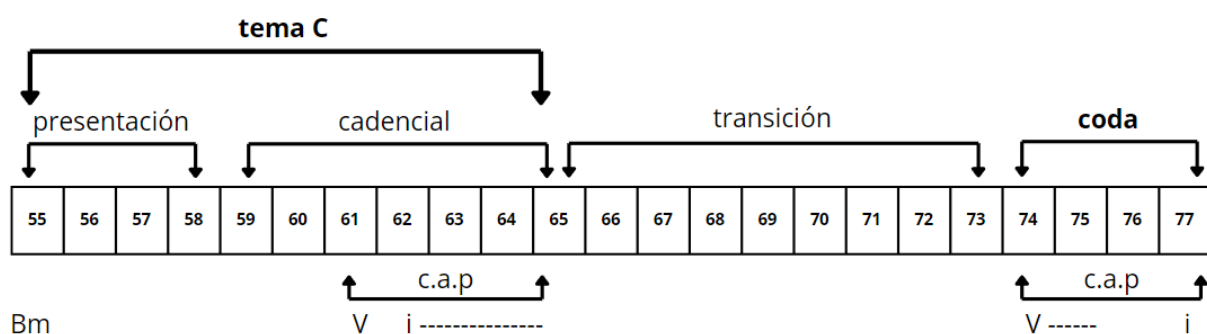 tema C
presentación cadencial transición coda
55 56 57 58 59 60 61 62 63 64 65 66 67 68 69 70 71 72 73 74 75 76 77
c.a.p c.a.p
Bm V i --------------- V ------ i